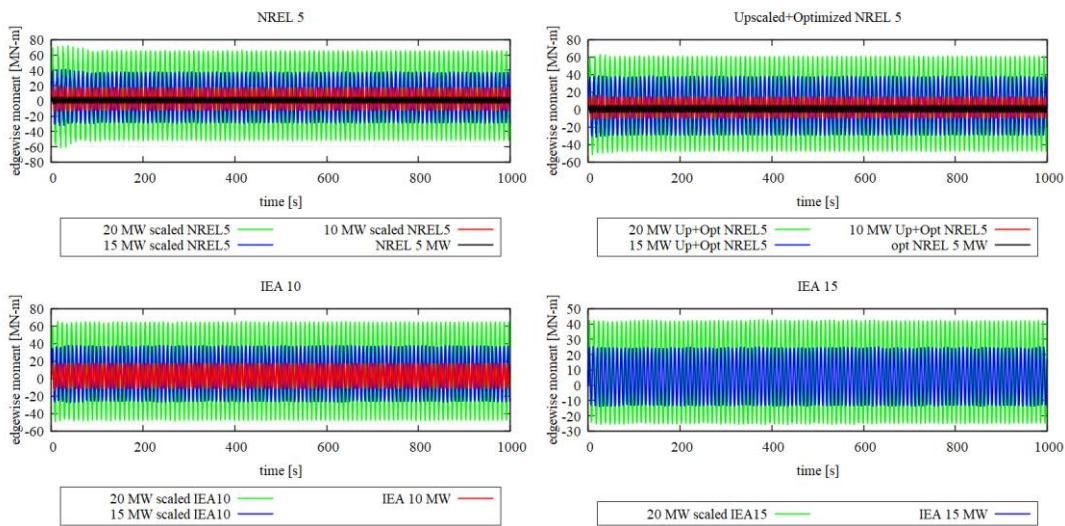 NREL 5
edgewise moment [MN-m]
80
60
40
20
0
-20
-40
-60
-80
0 200 400 600 800 1000
time [s]
20 MW scaled NREL5
10 MW scaled NREL5
15 MW scaled NREL5
NREL 5 MW
Upscaled+Optimized NREL 5
edgewise moment [MN-m]
80
60
40
20
0
-20
-40
-60
0 200 400 600 800 1000
time [s]
20 MW Up+Opt NREL5
10 MW Up+Opt NREL5
15 MW Up+Opt NREL5
opt NREL 5 MW
IEA 10
edgewise moment [MN-m]
80
60
40
20
0
-20
-40
-60
0 200 400 600 800 1000
time [s]
20 MW scaled IEA10
IEA 10 MW
15 MW scaled IEA10
IEA 15
edgewise moment [MN-m]
50
40
30
20
10
0
-10
-20
-30
0 200 400 600 800 1000
time [s]
20 MW scaled IEA15
IEA 15 MW